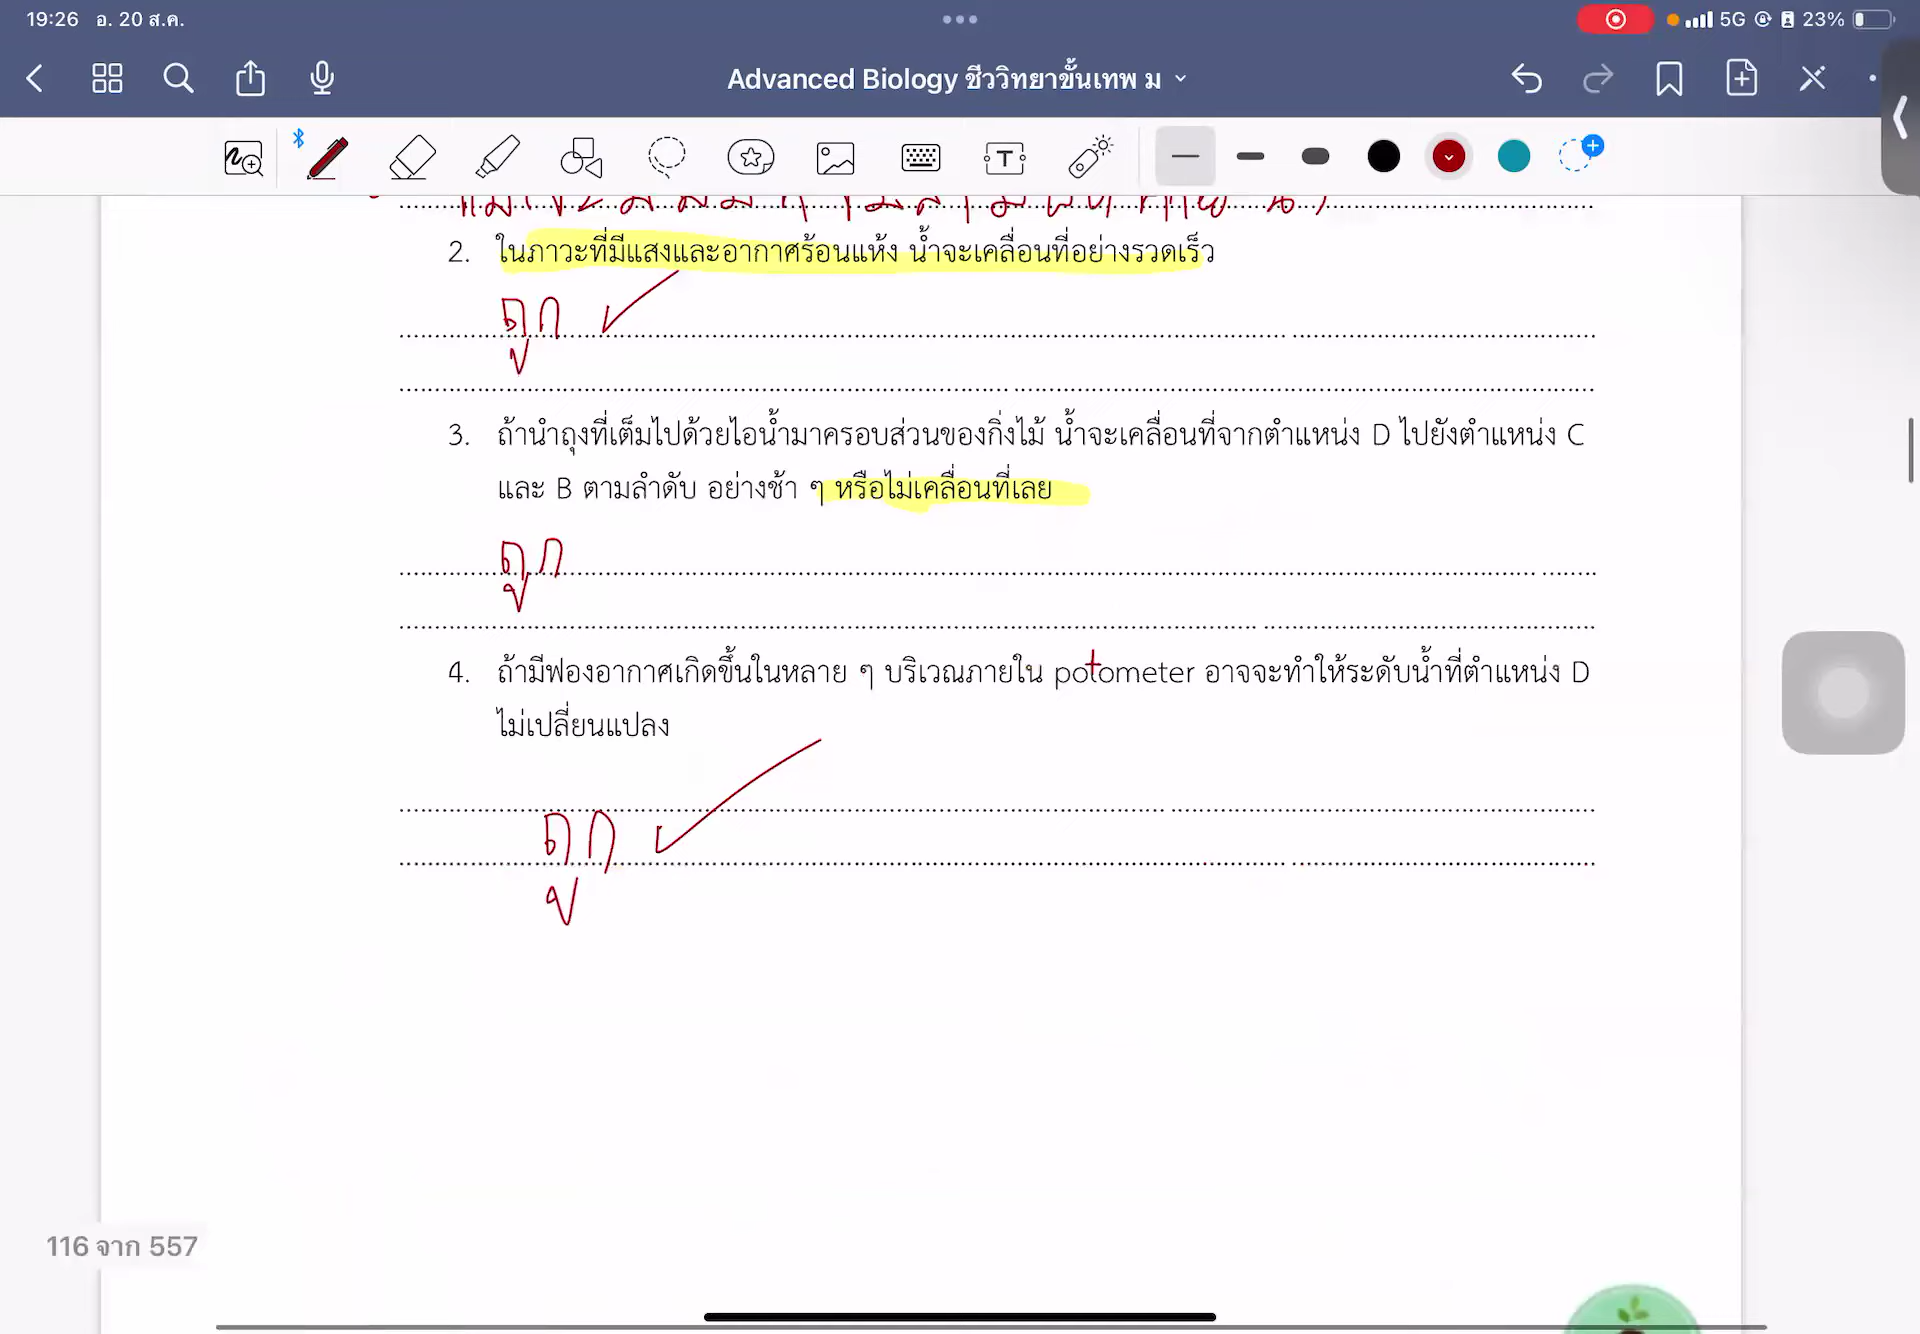 19:26 อ. 20 ส.ค.
5G 23%
Advanced Biology ชีววิทยาขั้นเทพ ม
2. ในภาวะที่มีแสงและอากาศร้อนแห้ง น้ำจะเคลื่อนที่อย่างรวดเร็ว
ถูก
3. ถ้านำถุงที่เต็มไปด้วยไอน้ำมาครอบส่วนของกิ่งไม้ น้ำจะเคลื่อนที่จากตำแหน่ง D ไปยังตำแหน่ง C
และ B ตามลำดับ อย่างช้า ๆ หรือไม่เคลื่อนที่เลย
ถูก
4. ถ้ามีฟองอากาศเกิดขึ้นในหลาย ๆ บริเวณภายใน potometer อาจจะทำให้ระดับน้ำที่ตำแหน่ง D
ไม่เปลี่ยนแปลง
ถูก
116 จาก 557